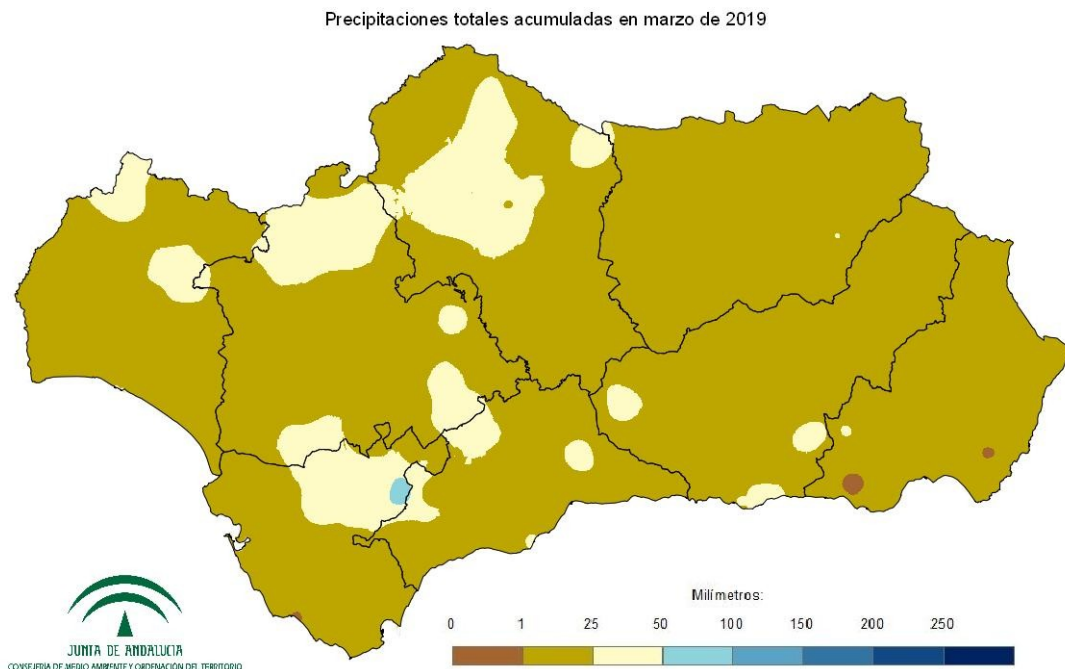 Precipitaciones totales acumuladas en marzo de 2019
Milímetros:
0 1 25 50 100 150 200 250
JUNTA DE ANDALUCIA
CONSEJERIA DE MEDIO AMBIENTE Y ORDENACIÓN DEL TERRITORIO